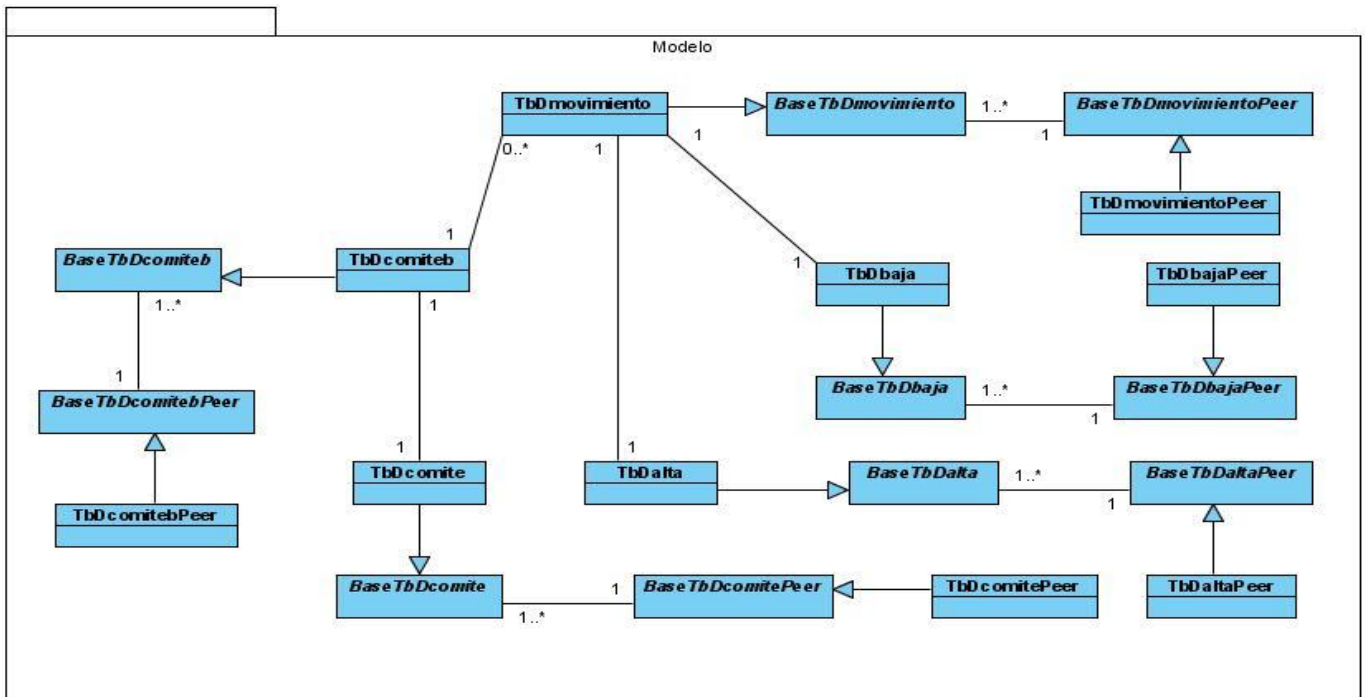 Modelo
TbDmovimiento
BaseTbDmovimiento
1..*
1
BaseTbDmovimientoPeer
0..*
1
1
TbDmovimientoPeer
1
BaseTbDcomiteb
TbDcomiteb
1
TbDbaja
TbDbajaPeer
1..*
1
1
BaseTbDcomitebPeer
BaseTbDbaja
1..*
1
BaseTbDbajaPeer
1
1
TbDcomite
TbDalta
BaseTbDalta
1..*
1
BaseTbDaltaPeer
TbDcomitebPeer
BaseTbDcomite
1..*
1
BaseTbDcomitePeer
TbDcomitePeer
TbDaltaPeer